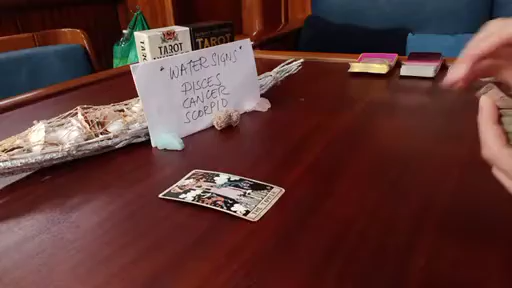 TAROT
TAROT
"WATER SIGNS"
PISCES
CANCER
SCORPIO